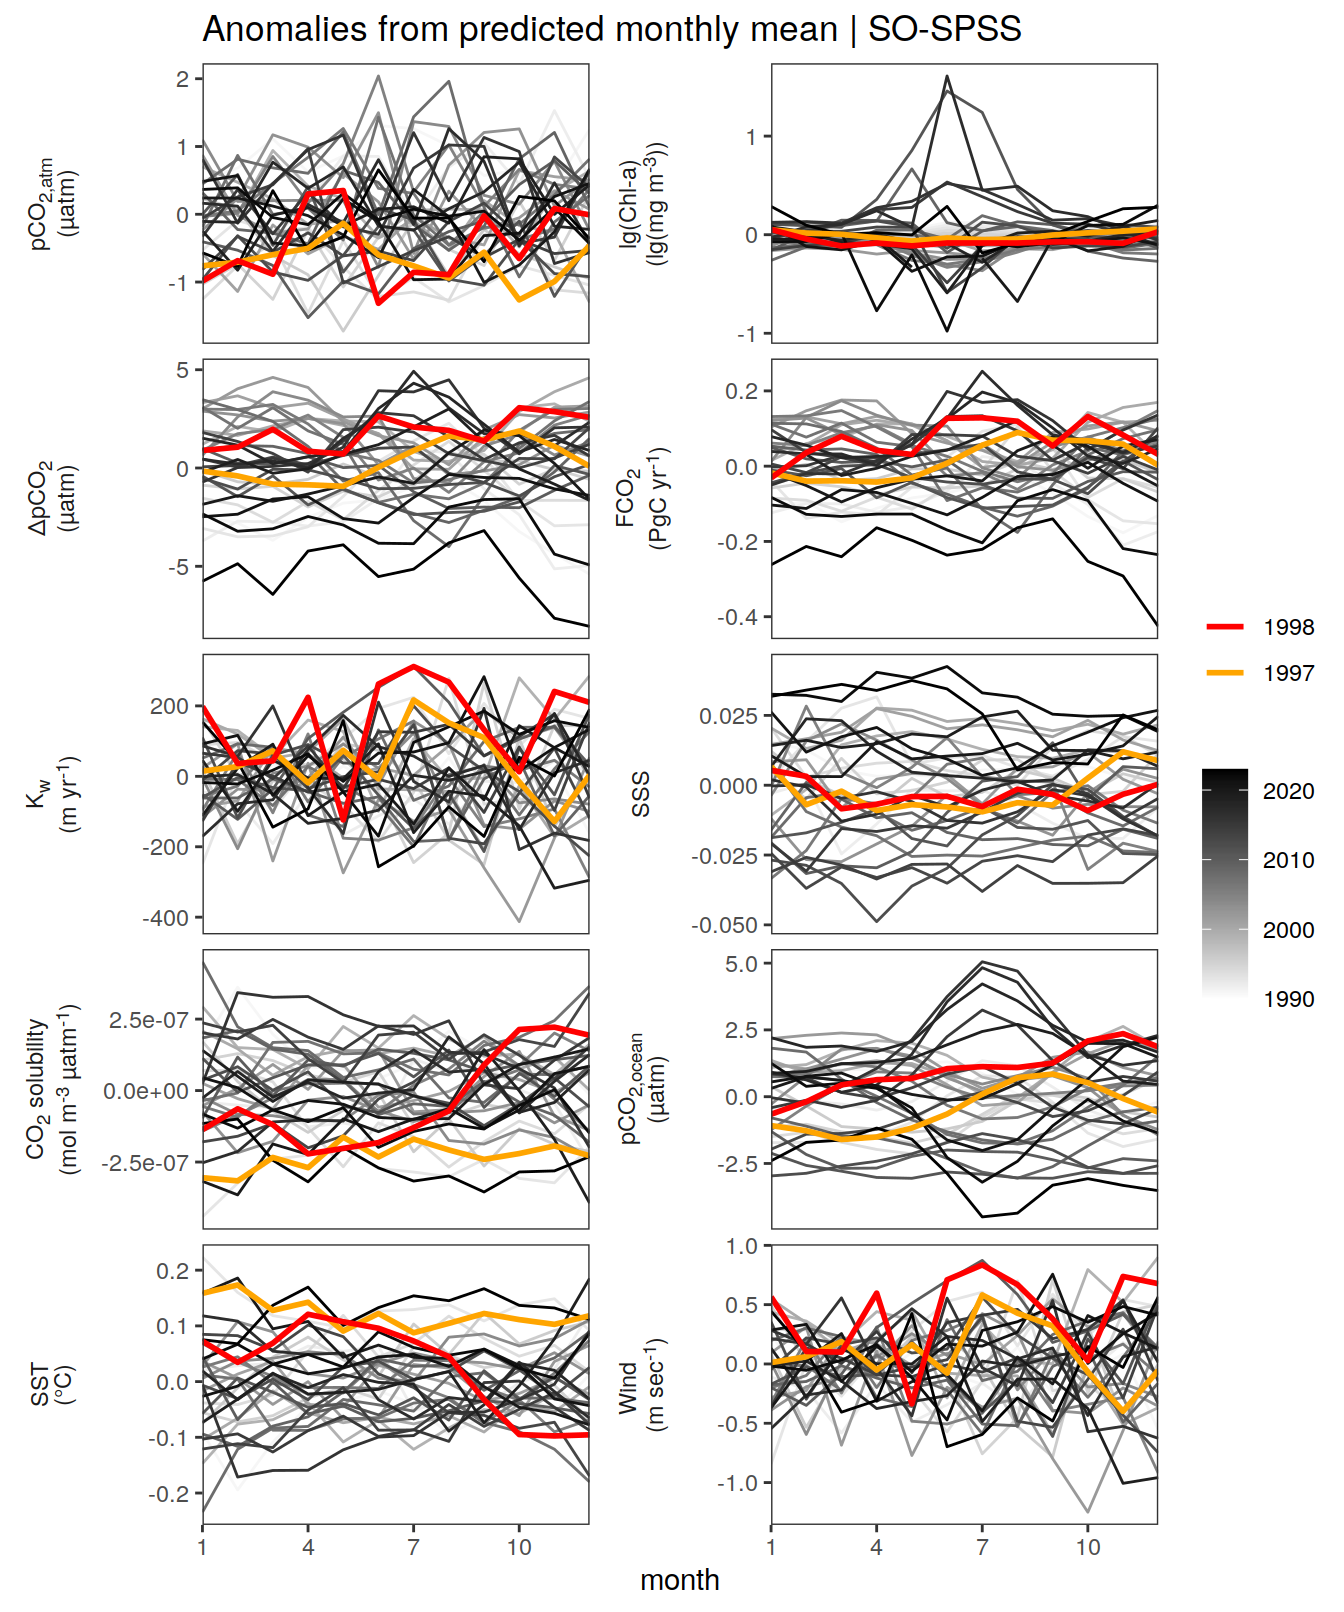 Anomalies from predicted monthly mean | SO-SPSS
pCO2,atm
(µatm)
2
1
0
-1
lg(Chl-a)
(lg(mg m-3))
1
0
-1
ΔpCO2
(µatm)
5
0
-5
FCO2
(PgC yr-1)
0.2
0.0
-0.2
-0.4
Kw
(m yr-1)
200
0
-200
-400
SSS
0.025
0.000
-0.025
-0.050
CO2 solubility
(mol m-3 µatm-1)
2.5e-07
0.0e+00
-2.5e-07
pCO2,ocean
(µatm)
5.0
2.5
0.0
-2.5
SST
(°C)
0.2
0.1
0.0
-0.1
-0.2
Wind
(m sec-1)
1.0
0.5
0.0
-0.5
-1.0
1 4 7 10
1 4 7 10
month
1998
1997
2020
2010
2000
1990